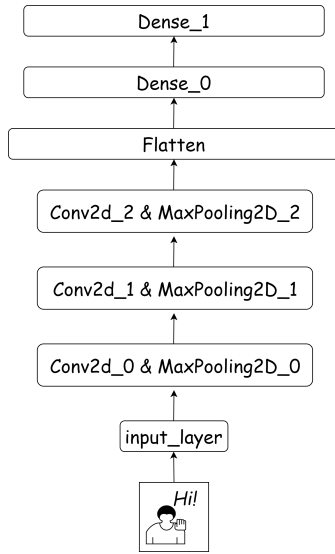 Dense_1
Dense_0
Flatten
Conv2d_2 & MaxPooling2D_2
Conv2d_1 & MaxPooling2D_1
Conv2d_0 & MaxPooling2D_0
input_layer
Hi!